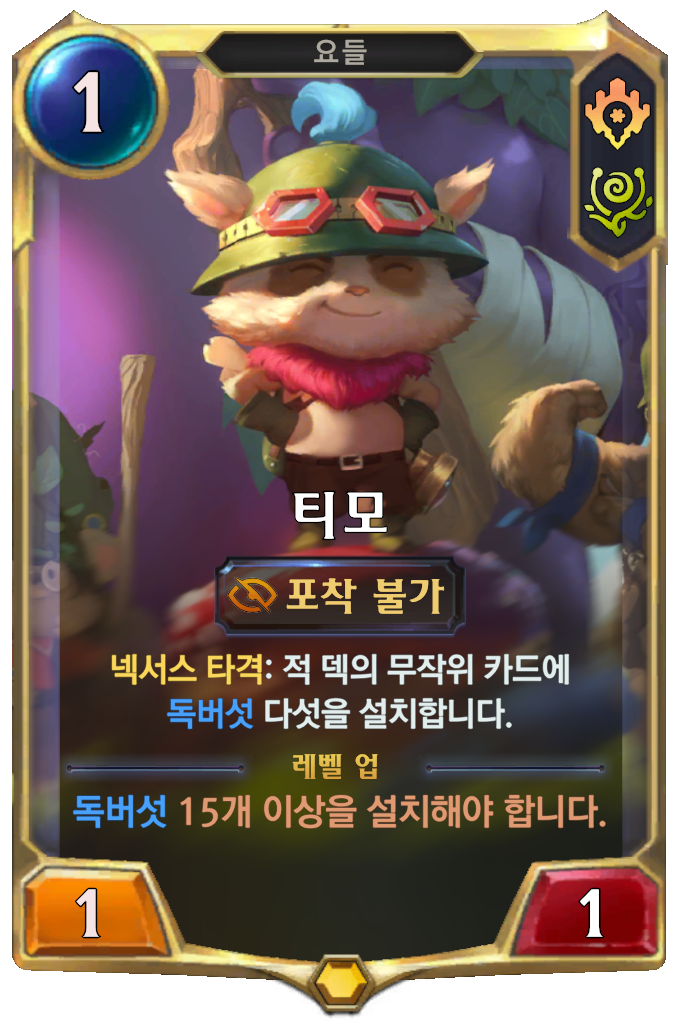 요들
1
티모
포착 불가
넥서스 타격: 적 덱의 무작위 카드에
독버섯 다섯을 설치합니다.
레벨 업
독버섯 15개 이상을 설치해야 합니다.
1
1